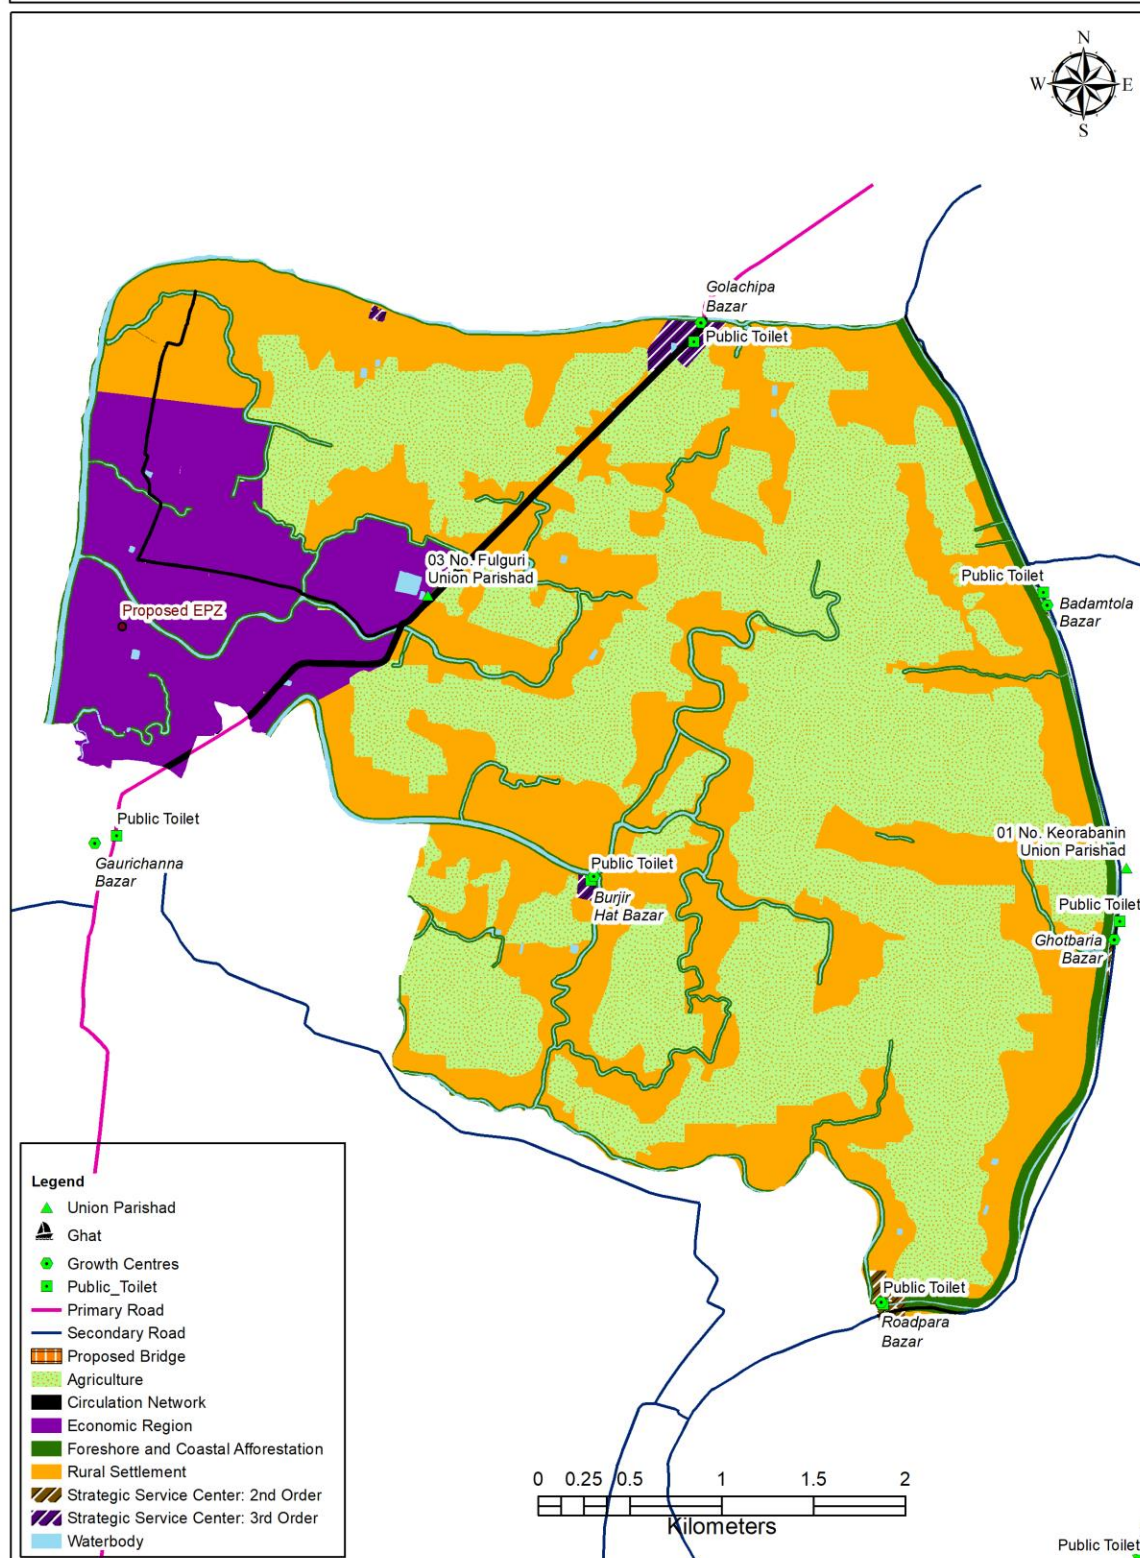 N
W
E
S
Golachipa
Bazar
Public Toilet
03 No. Fulguri
Union Parishad
Public Toilet
Badamtola
Bazar
Proposed EPZ
Public Toilet
Gaurichanna
Bazar
01 No. Keorabanin
Union Parishad
Public Toilet
Burjir
Hat Bazar
Public Toilet
Ghotbaria
Bazar
Public Toilet
Roadpara
Bazar
Legend
Union Parishad
Ghat
Growth Centres
Public_Toilet
Primary Road
Secondary Road
Proposed Bridge
Agriculture
Circulation Network
Economic Region
Foreshore and Coastal Afforestation
Rural Settlement
Strategic Service Center: 2nd Order
Strategic Service Center: 3rd Order
Waterbody
0 0.25 0.5 1 1.5 2
Kilometers
Public Toilet